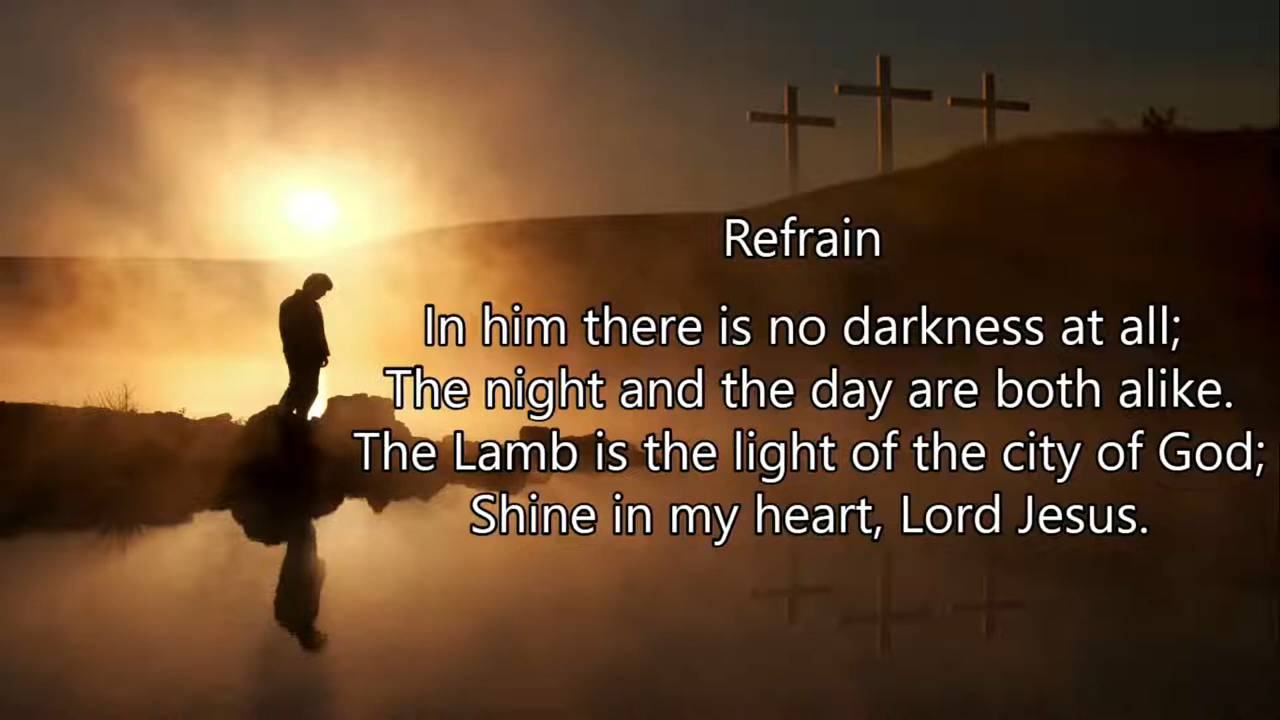 Refrain
In him there is no darkness at all;
The night and the day are both alike.
The Lamb is the light of the city of God;
Shine in my heart, Lord Jesus.